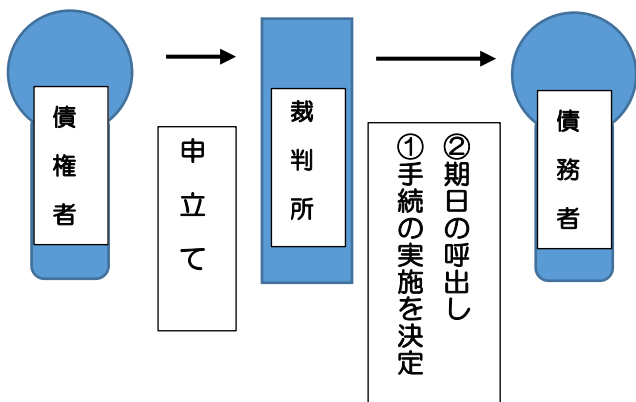 債権者
申立て
裁判所
②期日の呼出し
①手続の実施を決定
債務者